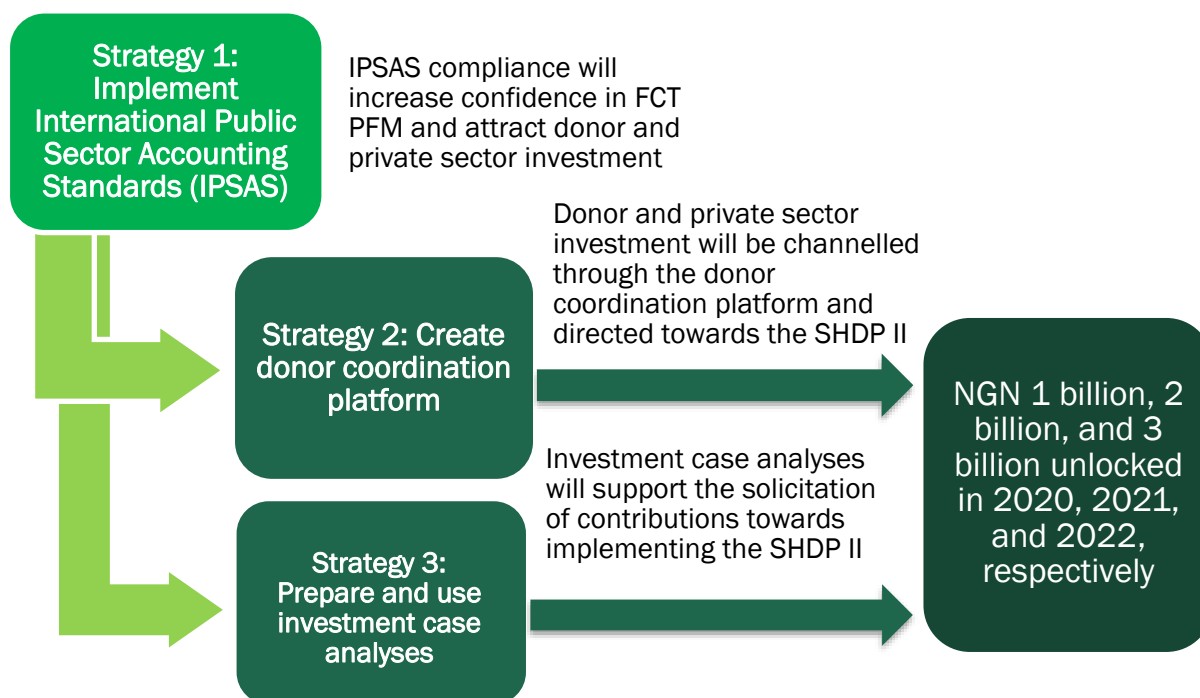 Strategy 1:
Implement
International Public
Sector Accounting
Standards (IPSAS)
IPSAS compliance will
increase confidence in FCT
PFM and attract donor and
private sector investment
Strategy 2: Create
donor coordination
platform
Donor and private sector
investment will be channelled
through the donor
coordination platform and
directed towards the SHDP II
Strategy 3:
Prepare and use
investment case
analyses
Investment case analyses
will support the solicitation
of contributions towards
implementing the SHDP II
NGN 1 billion, 2
billion, and 3
billion unlocked
in 2020, 2021,
and 2022,
respectively